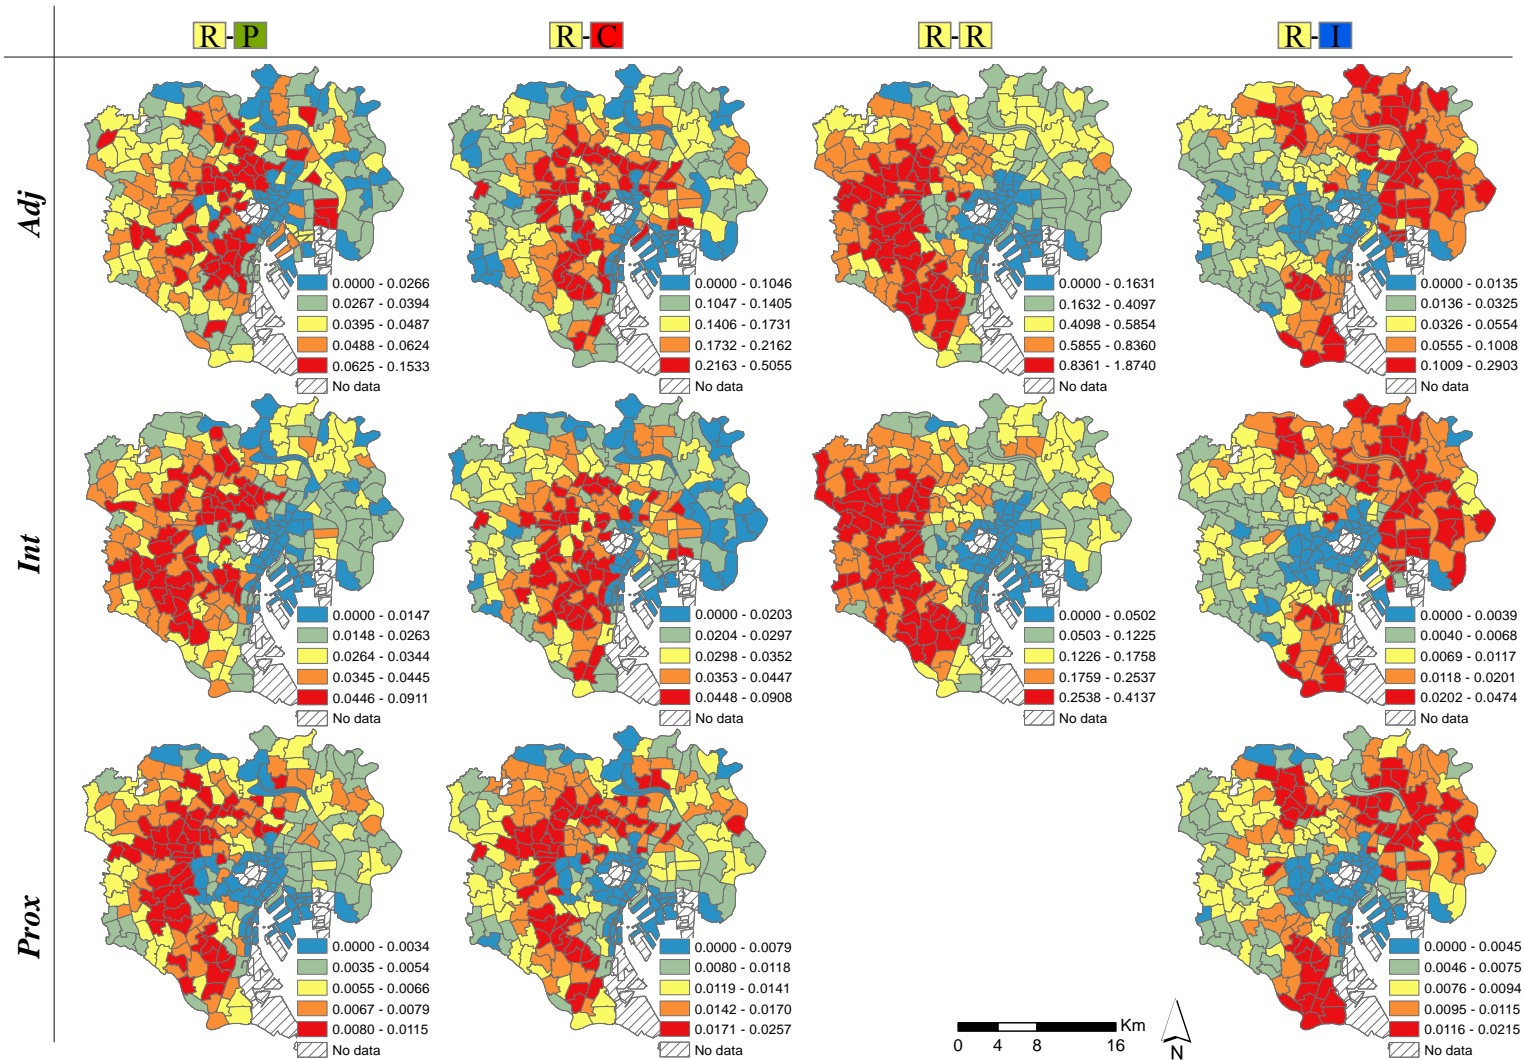 R-P R-C R-R R-I
Adj
0.0000 - 0.0266
0.0267 - 0.0394
0.0395 - 0.0487
0.0488 - 0.0624
0.0625 - 0.1533
No data
0.0000 - 0.1046
0.1047 - 0.1405
0.1406 - 0.1731
0.1732 - 0.2162
0.2163 - 0.5055
No data
0.0000 - 0.1631
0.1632 - 0.4097
0.4098 - 0.5854
0.5855 - 0.8360
0.8361 - 1.8740
No data
0.0000 - 0.0135
0.0136 - 0.0325
0.0326 - 0.0554
0.0555 - 0.1008
0.1009 - 0.2903
No data
Int
0.0000 - 0.0147
0.0148 - 0.0263
0.0264 - 0.0344
0.0345 - 0.0445
0.0446 - 0.0911
No data
0.0000 - 0.0203
0.0204 - 0.0297
0.0298 - 0.0352
0.0353 - 0.0447
0.0448 - 0.0908
No data
0.0000 - 0.0502
0.0503 - 0.1225
0.1226 - 0.1758
0.1759 - 0.2537
0.2538 - 0.4137
No data
0.0000 - 0.0039
0.0040 - 0.0068
0.0069 - 0.0117
0.0118 - 0.0201
0.0202 - 0.0474
No data
Prox
0.0000 - 0.0034
0.0035 - 0.0054
0.0055 - 0.0066
0.0067 - 0.0079
0.0080 - 0.0115
No data
0.0000 - 0.0079
0.0080 - 0.0118
0.0119 - 0.0141
0.0142 - 0.0170
0.0171 - 0.0257
No data
Km
0 4 8 16
N
0.0000 - 0.0045
0.0046 - 0.0075
0.0076 - 0.0094
0.0095 - 0.0115
0.0116 - 0.0215
No data